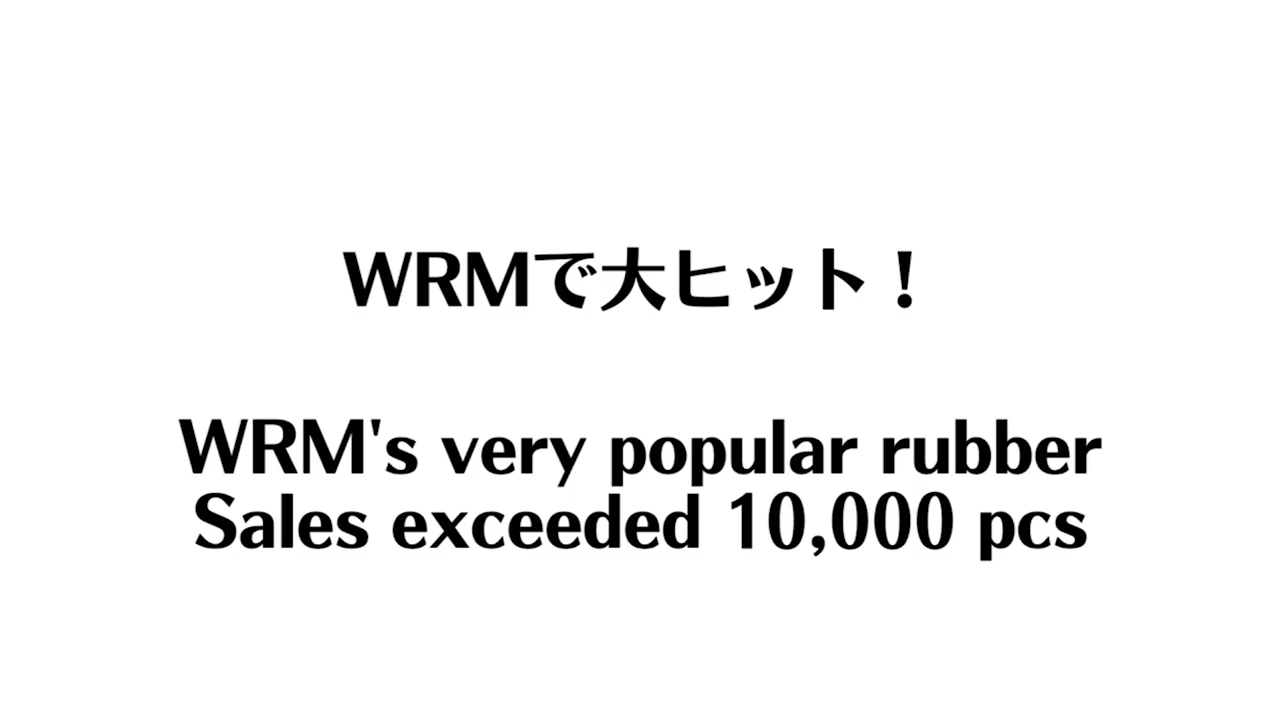 WRMで大ヒット！
WRM's very popular rubber
Sales exceeded 10,000 pcs